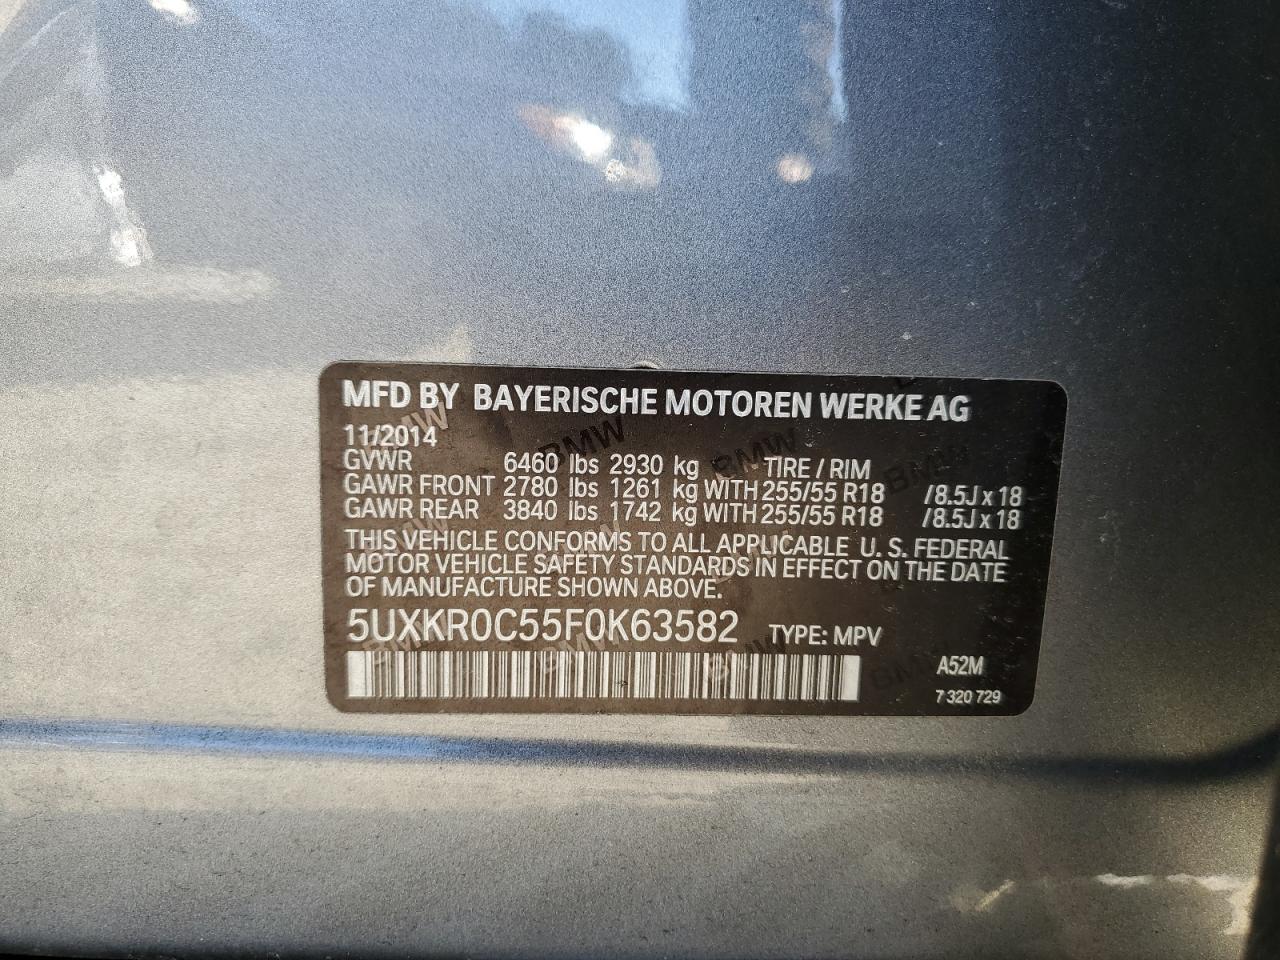 MFD BY BAYERISCHE MOTOREN WERKE AG
11/2014
GVWR 6460 lbs 2930 kg TIRE / RIM
GAWR FRONT 2780 lbs 1261 kg WITH 255/55 R18 /8.5J x 18
GAWR REAR 3840 lbs 1742 kg WITH 255/55 R18 /8.5J x 18
THIS VEHICLE CONFORMS TO ALL APPLICABLE U. S. FEDERAL
MOTOR VEHICLE SAFETY STANDARDS IN EFFECT ON THE DATE
OF MANUFACTURE SHOWN ABOVE.
5UXKR0C55F0K63582 TYPE: MPV
A52M
7 320 729